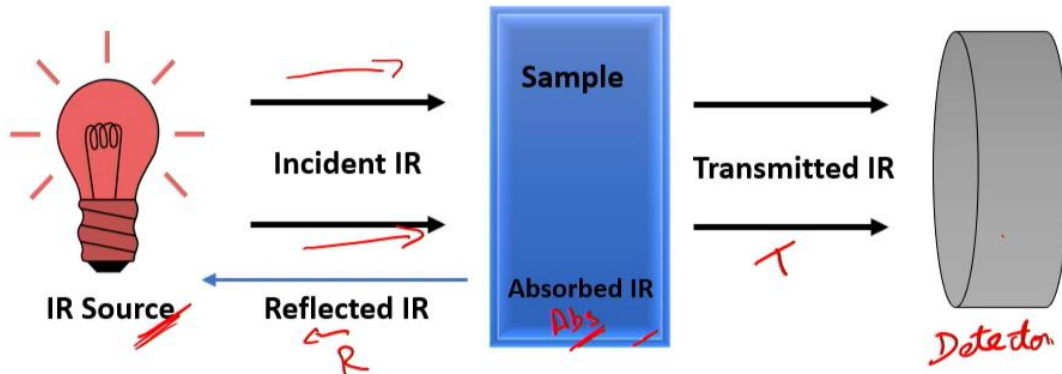 Sample
Incident IR
Transmitted IR
T
IR Source
Reflected IR
Absorbed IR
Abs
R
Detector